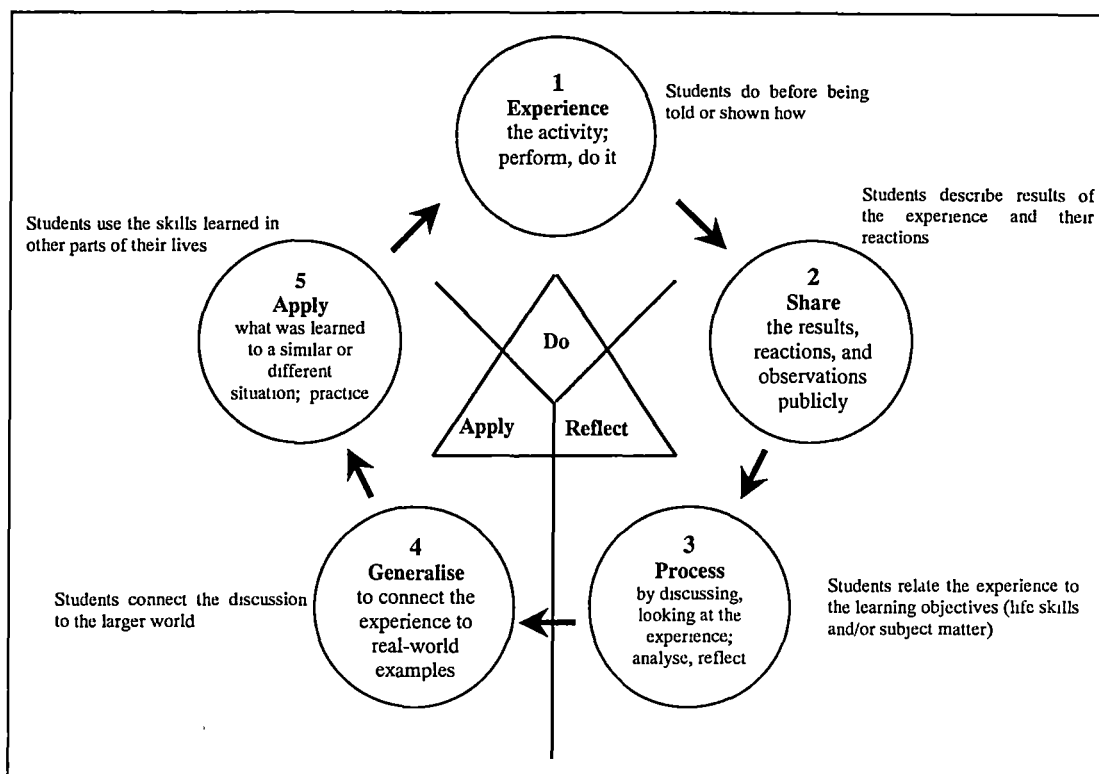 1
Experience
the activity;
perform, do it
Students do before being
told or shown how
Students describe results of
the experience and their
reactions
2
Share
the results,
reactions, and
observations
publicly
3
Process
by discussing,
looking at the
experience;
analyse, reflect
Students relate the experience to
the learning objectives (life skills
and/or subject matter)
4
Generalise
to connect the
experience to
real-world
examples
Students connect the discussion
to the larger world
5
Apply
what was learned
to a similar or
different
situation; practice
Students use the skills learned in
other parts of their lives
Do
Apply
Reflect